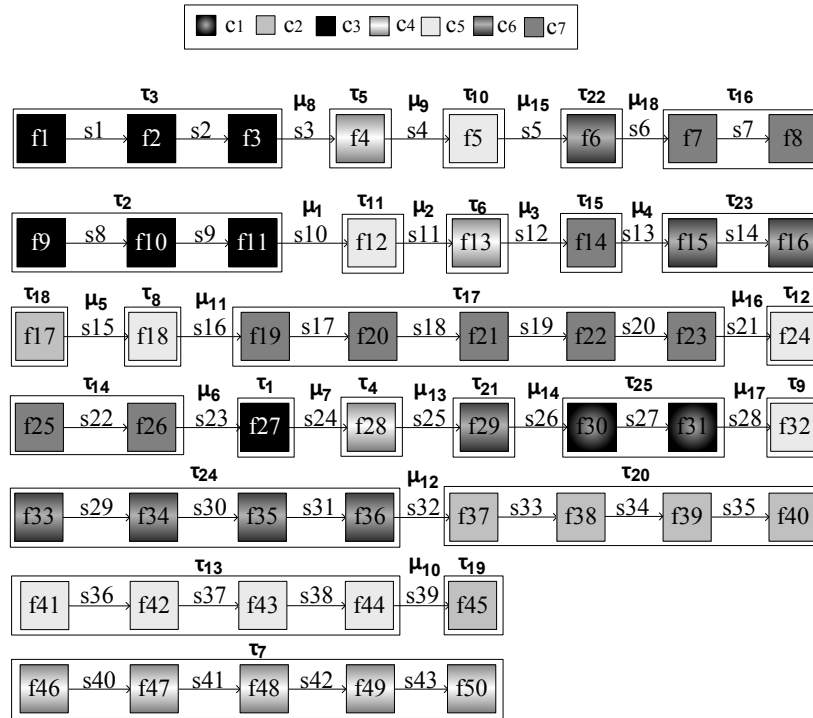 c1 c2 c3 c4 c5 c6 c7
τ3 μ8 τ5 μ9 τ10 μ15 τ22 μ18 τ16
f1 s1 f2 s2 f3 s3 f4 s4 f5 s5 f6 s6 f7 s7 f8
τ2 μ1 τ11 μ2 τ6 μ3 τ15 μ4 τ23
f9 s8 f10 s9 f11 s10 f12 s11 f13 s12 f14 s13 f15 s14 f16
τ18 μ5 τ8 μ11 τ17 μ16 τ12
f17 s15 f18 s16 f19 s17 f20 s18 f21 s19 f22 s20 f23 s21 f24
τ14 μ6 τ1 μ7 τ4 μ13 τ21 μ14 τ25 μ17 τ9
f25 s22 f26 s23 f27 s24 f28 s25 f29 s26 f30 s27 f31 s28 f32
τ24 μ12 τ20
f33 s29 f34 s30 f35 s31 f36 s32 f37 s33 f38 s34 f39 s35 f40
τ13 μ10 τ19
f41 s36 f42 s37 f43 s38 f44 s39 f45
τ7
f46 s40 f47 s41 f48 s42 f49 s43 f50